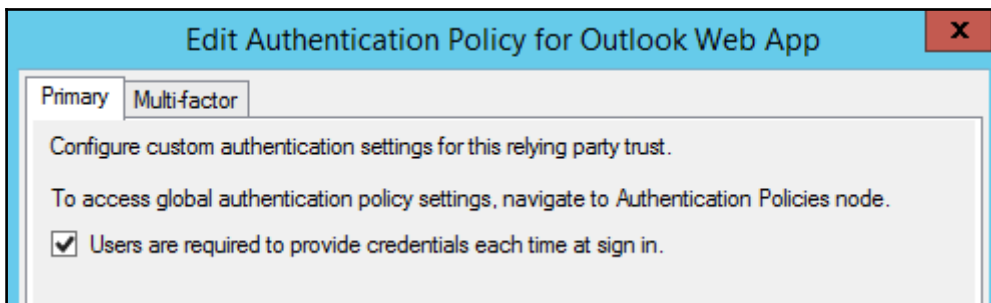 Edit Authentication Policy for Outlook Web App
x
Primary
Multi-factor
Configure custom authentication settings for this relying party trust.
To access global authentication policy settings, navigate to Authentication Policies node.
Users are required to provide credentials each time at sign in.